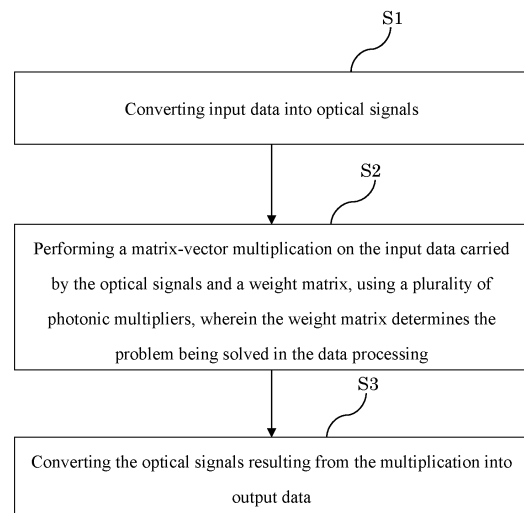 S1
Converting input data into optical signals
S2
Performing a matrix-vector multiplication on the input data carried
by the optical signals and a weight matrix, using a plurality of
photonic multipliers, wherein the weight matrix determines the
problem being solved in the data processing
S3
Converting the optical signals resulting from the multiplication into
output data